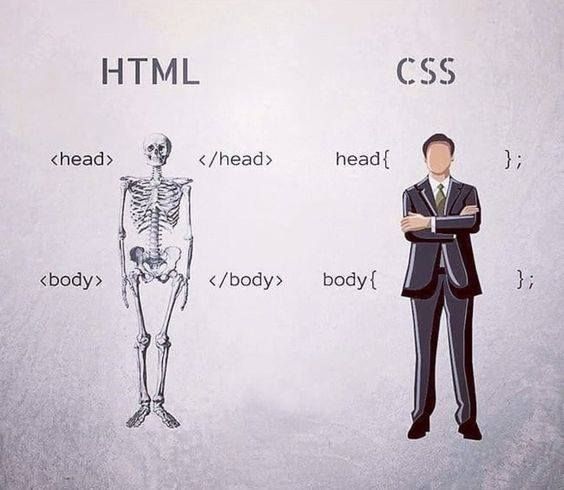 HTML
CSS
<head> </head>
head{ };
<body> </body>
body{ };